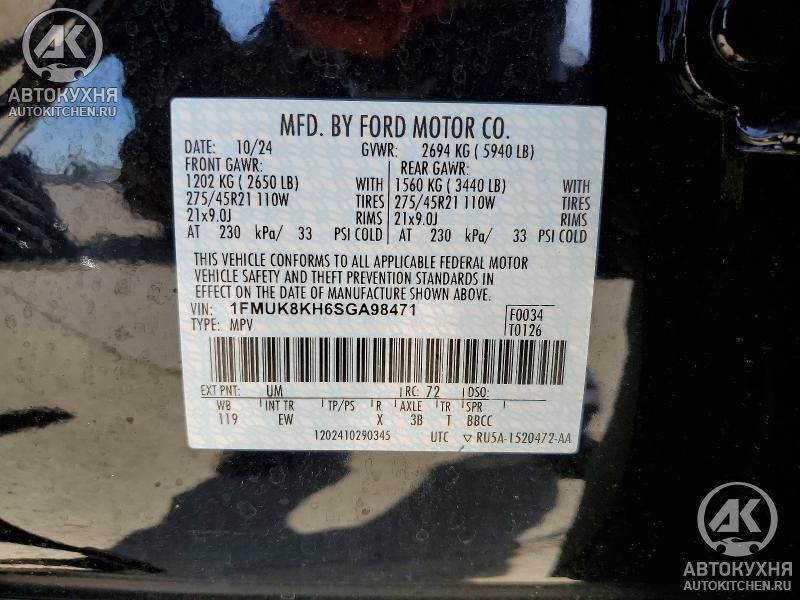 AK
АВТОКУХНЯ
AUTOKITCHEN.RU
MFD. BY FORD MOTOR CO.
DATE: 10/24 GVWR: 2694 KG ( 5940 LB)
FRONT GAWR: REAR GAWR:
1202 KG ( 2650 LB) WITH 1560 KG ( 3440 LB) WITH
275/45R21 110W TIRES 275/45R21 110W TIRES
21x9.0J RIMS 21x9.0J RIMS
AT 230 kPa/ 33 PSI COLD AT 230 kPa/ 33 PSI COLD
THIS VEHICLE CONFORMS TO ALL APPLICABLE FEDERAL MOTOR
VEHICLE SAFETY AND THEFT PREVENTION STANDARDS IN
EFFECT ON THE DATE OF MANUFACTURE SHOWN ABOVE.
VIN: 1FMUK8KH6SGA98471 F0034
TYPE: MPV T0126
EXT PNT: UM RC: 72 DSO:
WB INT TR TP/PS R AXLE TR SPR
119 EW X 3B T BBCC
1202410290345 UTC ▽ RU5A-1520472-AA
AK
АВТОКУХНЯ
AUTOKITCHEN.RU